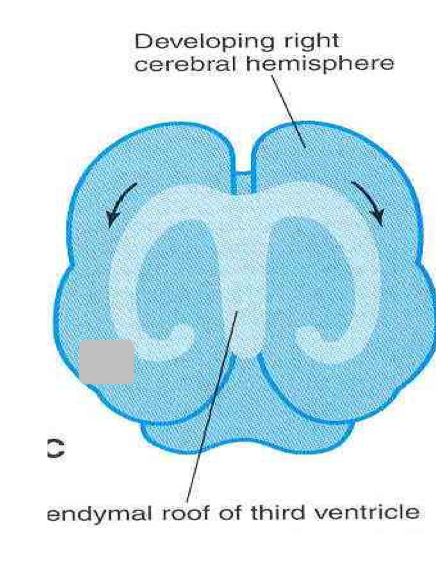 Developing right
cerebral hemisphere
C
endymal roof of third ventricle